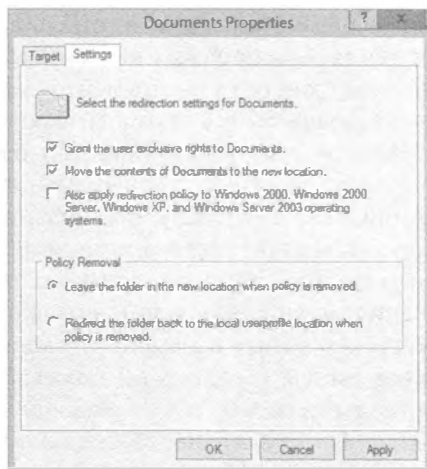 Documents Properties
?
x
Target
Settings
Select the redirection settings for Documents.
Grant the user exclusive rights to Documents.
Move the contents of Documents to the new location.
Also apply redirection policy to Windows 2000, Windows 2000
Server, Windows XP, and Windows Server 2003 operating
systems.
Policy Removal
Leave the folder in the new location when policy is removed
Redirect the folder back to the local userprofile location when
policy is removed.
OK
Cancel
Apply